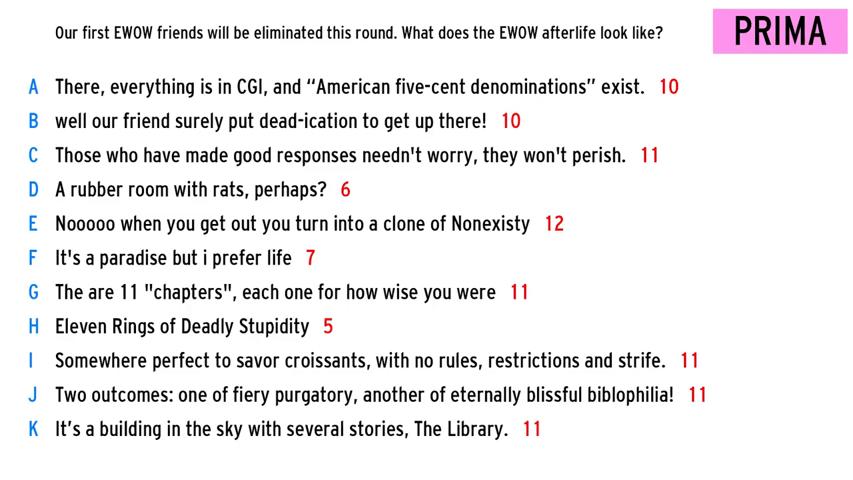 Our first EWOW friends will be eliminated this round. What does the EWOW afterlife look like?
PRIMA
A There, everything is in CGI, and “American five-cent denominations” exist. 10
B well our friend surely put dead-ication to get up there! 10
C Those who have made good responses needn't worry, they won't perish. 11
D A rubber room with rats, perhaps? 6
E Nooooo when you get out you turn into a clone of Nonexisty 12
F It's a paradise but i prefer life 7
G The are 11 "chapters", each one for how wise you were 11
H Eleven Rings of Deadly Stupidity 5
I Somewhere perfect to savor croissants, with no rules, restrictions and strife. 11
J Two outcomes: one of fiery purgatory, another of eternally blissful biblophilia! 11
K It’s a building in the sky with several stories, The Library. 11